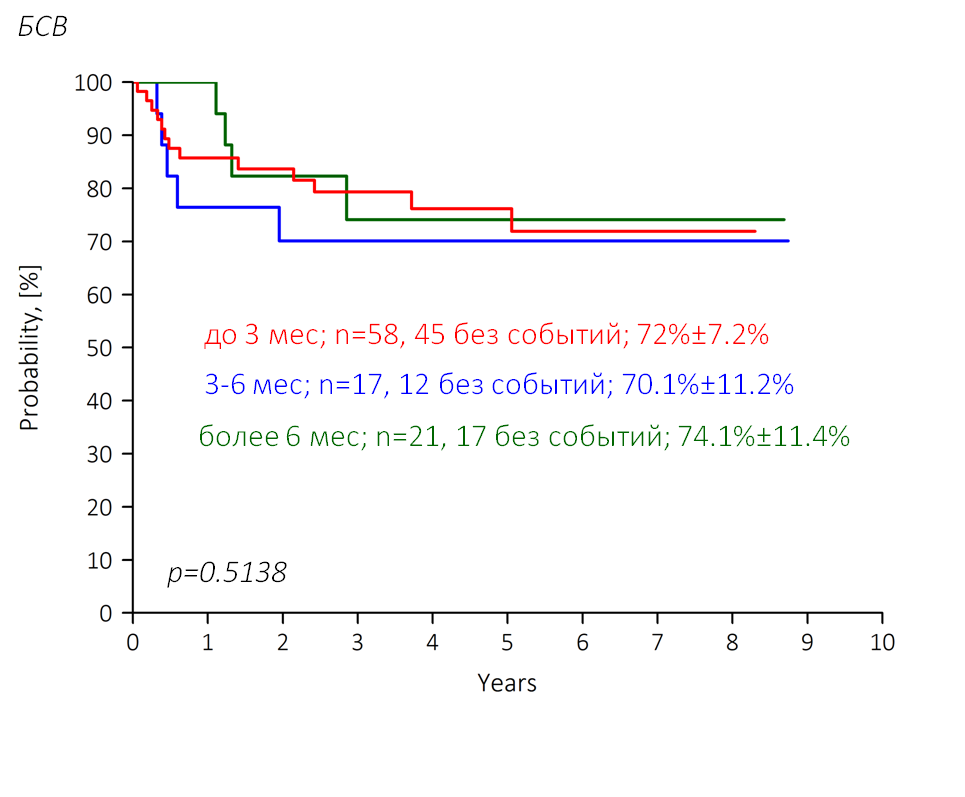 БСВ
100
90
80
70
60
50
40
30
20
10
0
Probability, [%]
до 3 мес; n=58, 45 без событий; 72%±7.2%
3-6 мес; n=17, 12 без событий; 70.1%±11.2%
более 6 мес; n=21, 17 без событий; 74.1%±11.4%
p=0.5138
0 1 2 3 4 5 6 7 8 9 10
Years